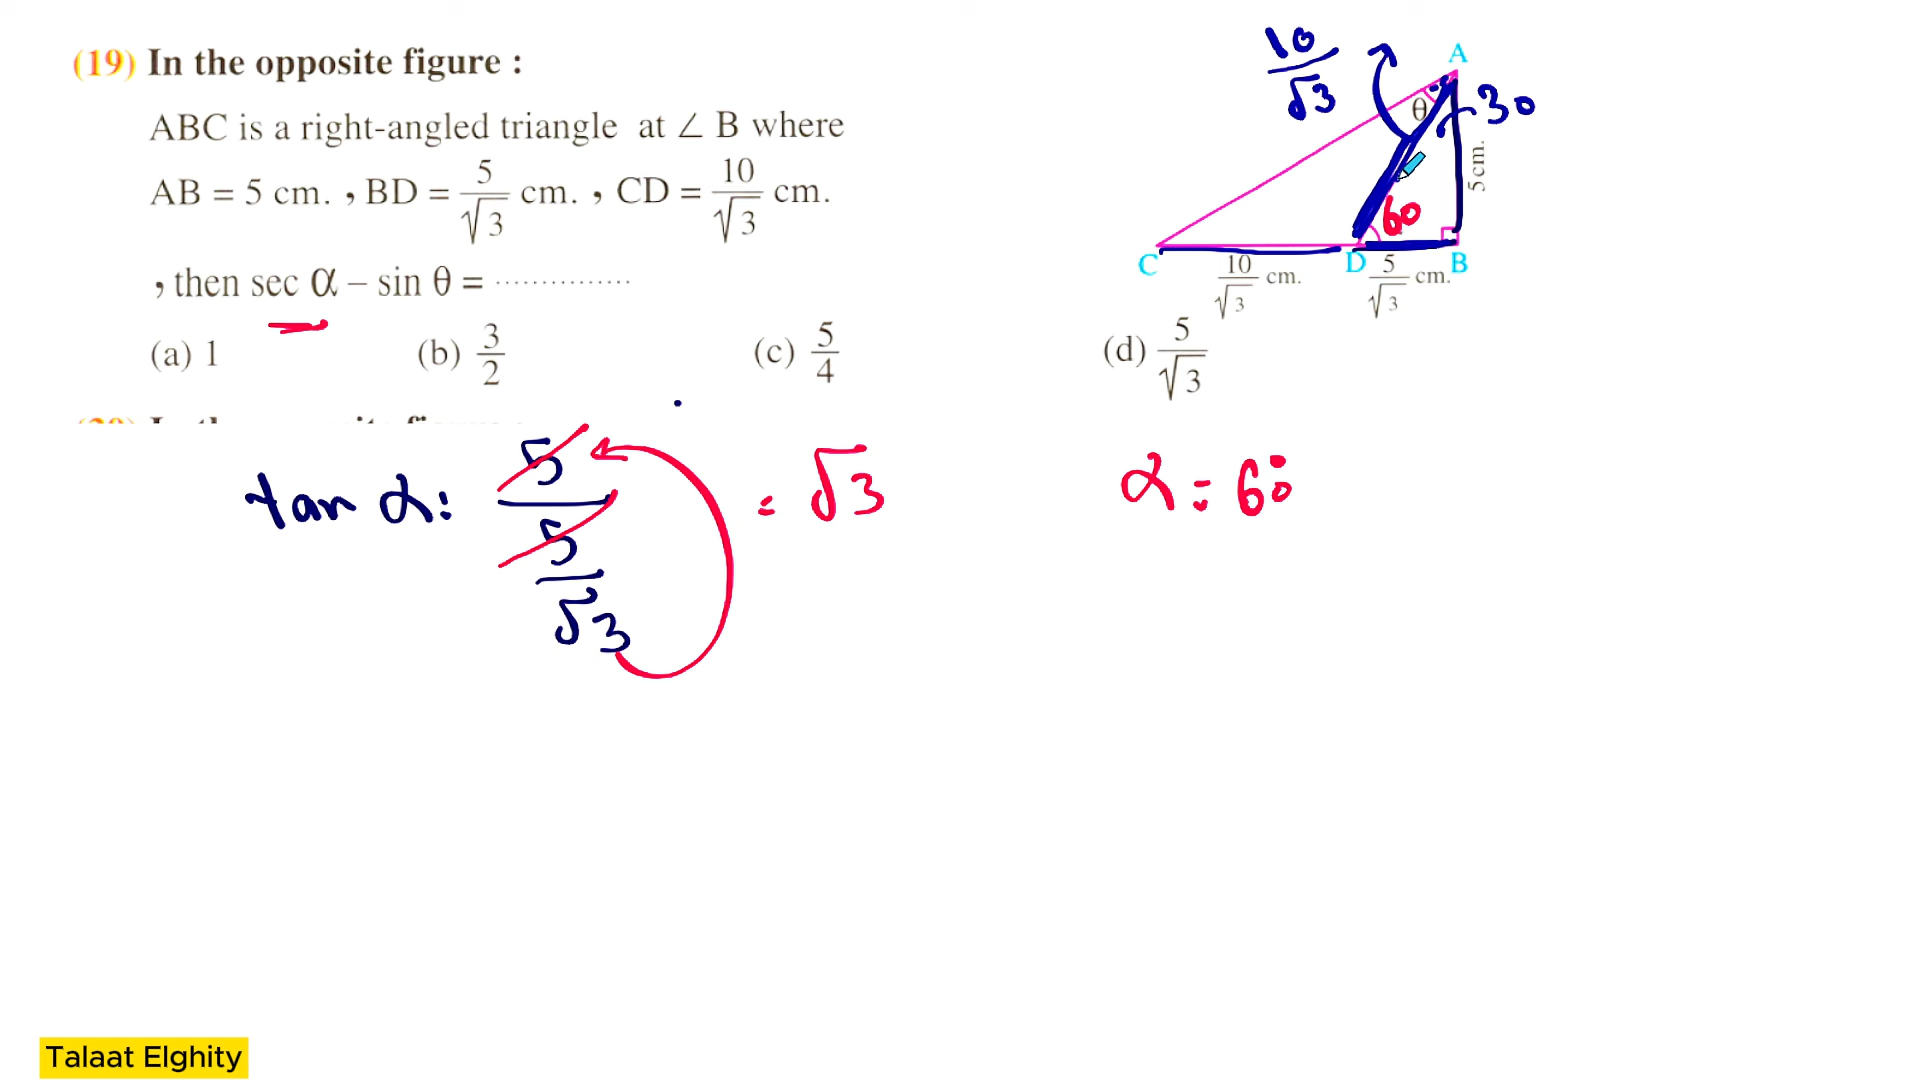 (19) In the opposite figure :
ABC is a right-angled triangle at ∠ B where
AB = 5 cm. , BD = 5/√3 cm. , CD = 10/√3 cm.
, then sec α – sin θ = ...............
(a) 1 (b) 3/2 (c) 5/4 (d) 5/√3
10/√3
A
θ
30
5 cm.
60
C
10/√3 cm.
D
5/√3 cm.
B
tan α: 5 / 5/√3 = √3 α = 60°
Talaat Elghity